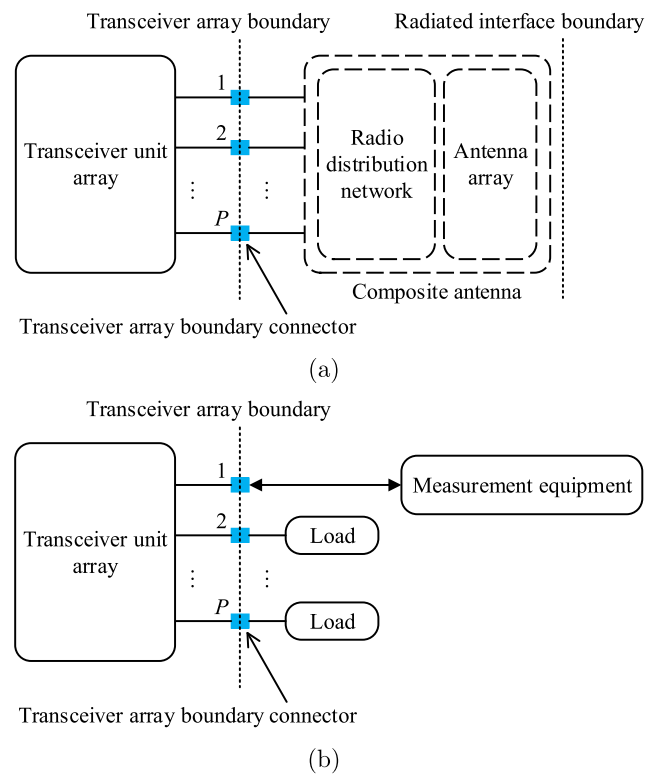 Transceiver array boundary
Radiated interface boundary
1
2
⋮
⋮
P
Transceiver unit
array
Radio
distribution
network
Antenna
array
Composite antenna
Transceiver array boundary connector
(a)
Transceiver array boundary
1
Measurement equipment
2
Load
Transceiver unit
array
⋮
⋮
P
Load
Transceiver array boundary connector
(b)